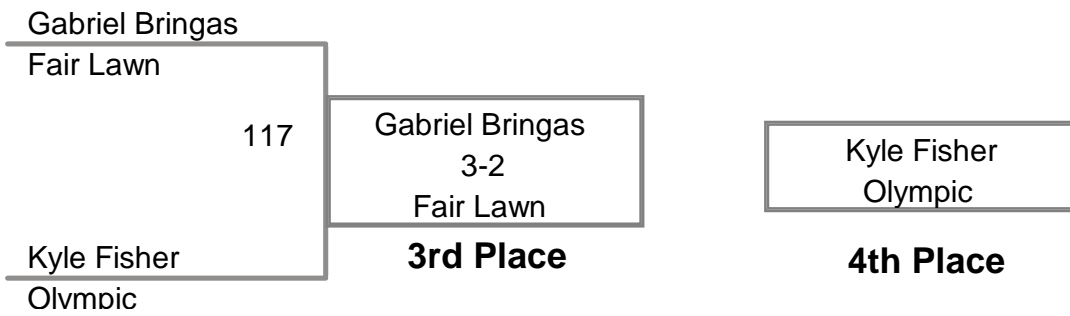 Gabriel Bringas
Fair Lawn
117
Gabriel Bringas
3-2
Fair Lawn
3rd Place
Kyle Fisher
Olympic
Kyle Fisher
Olympic
4th Place